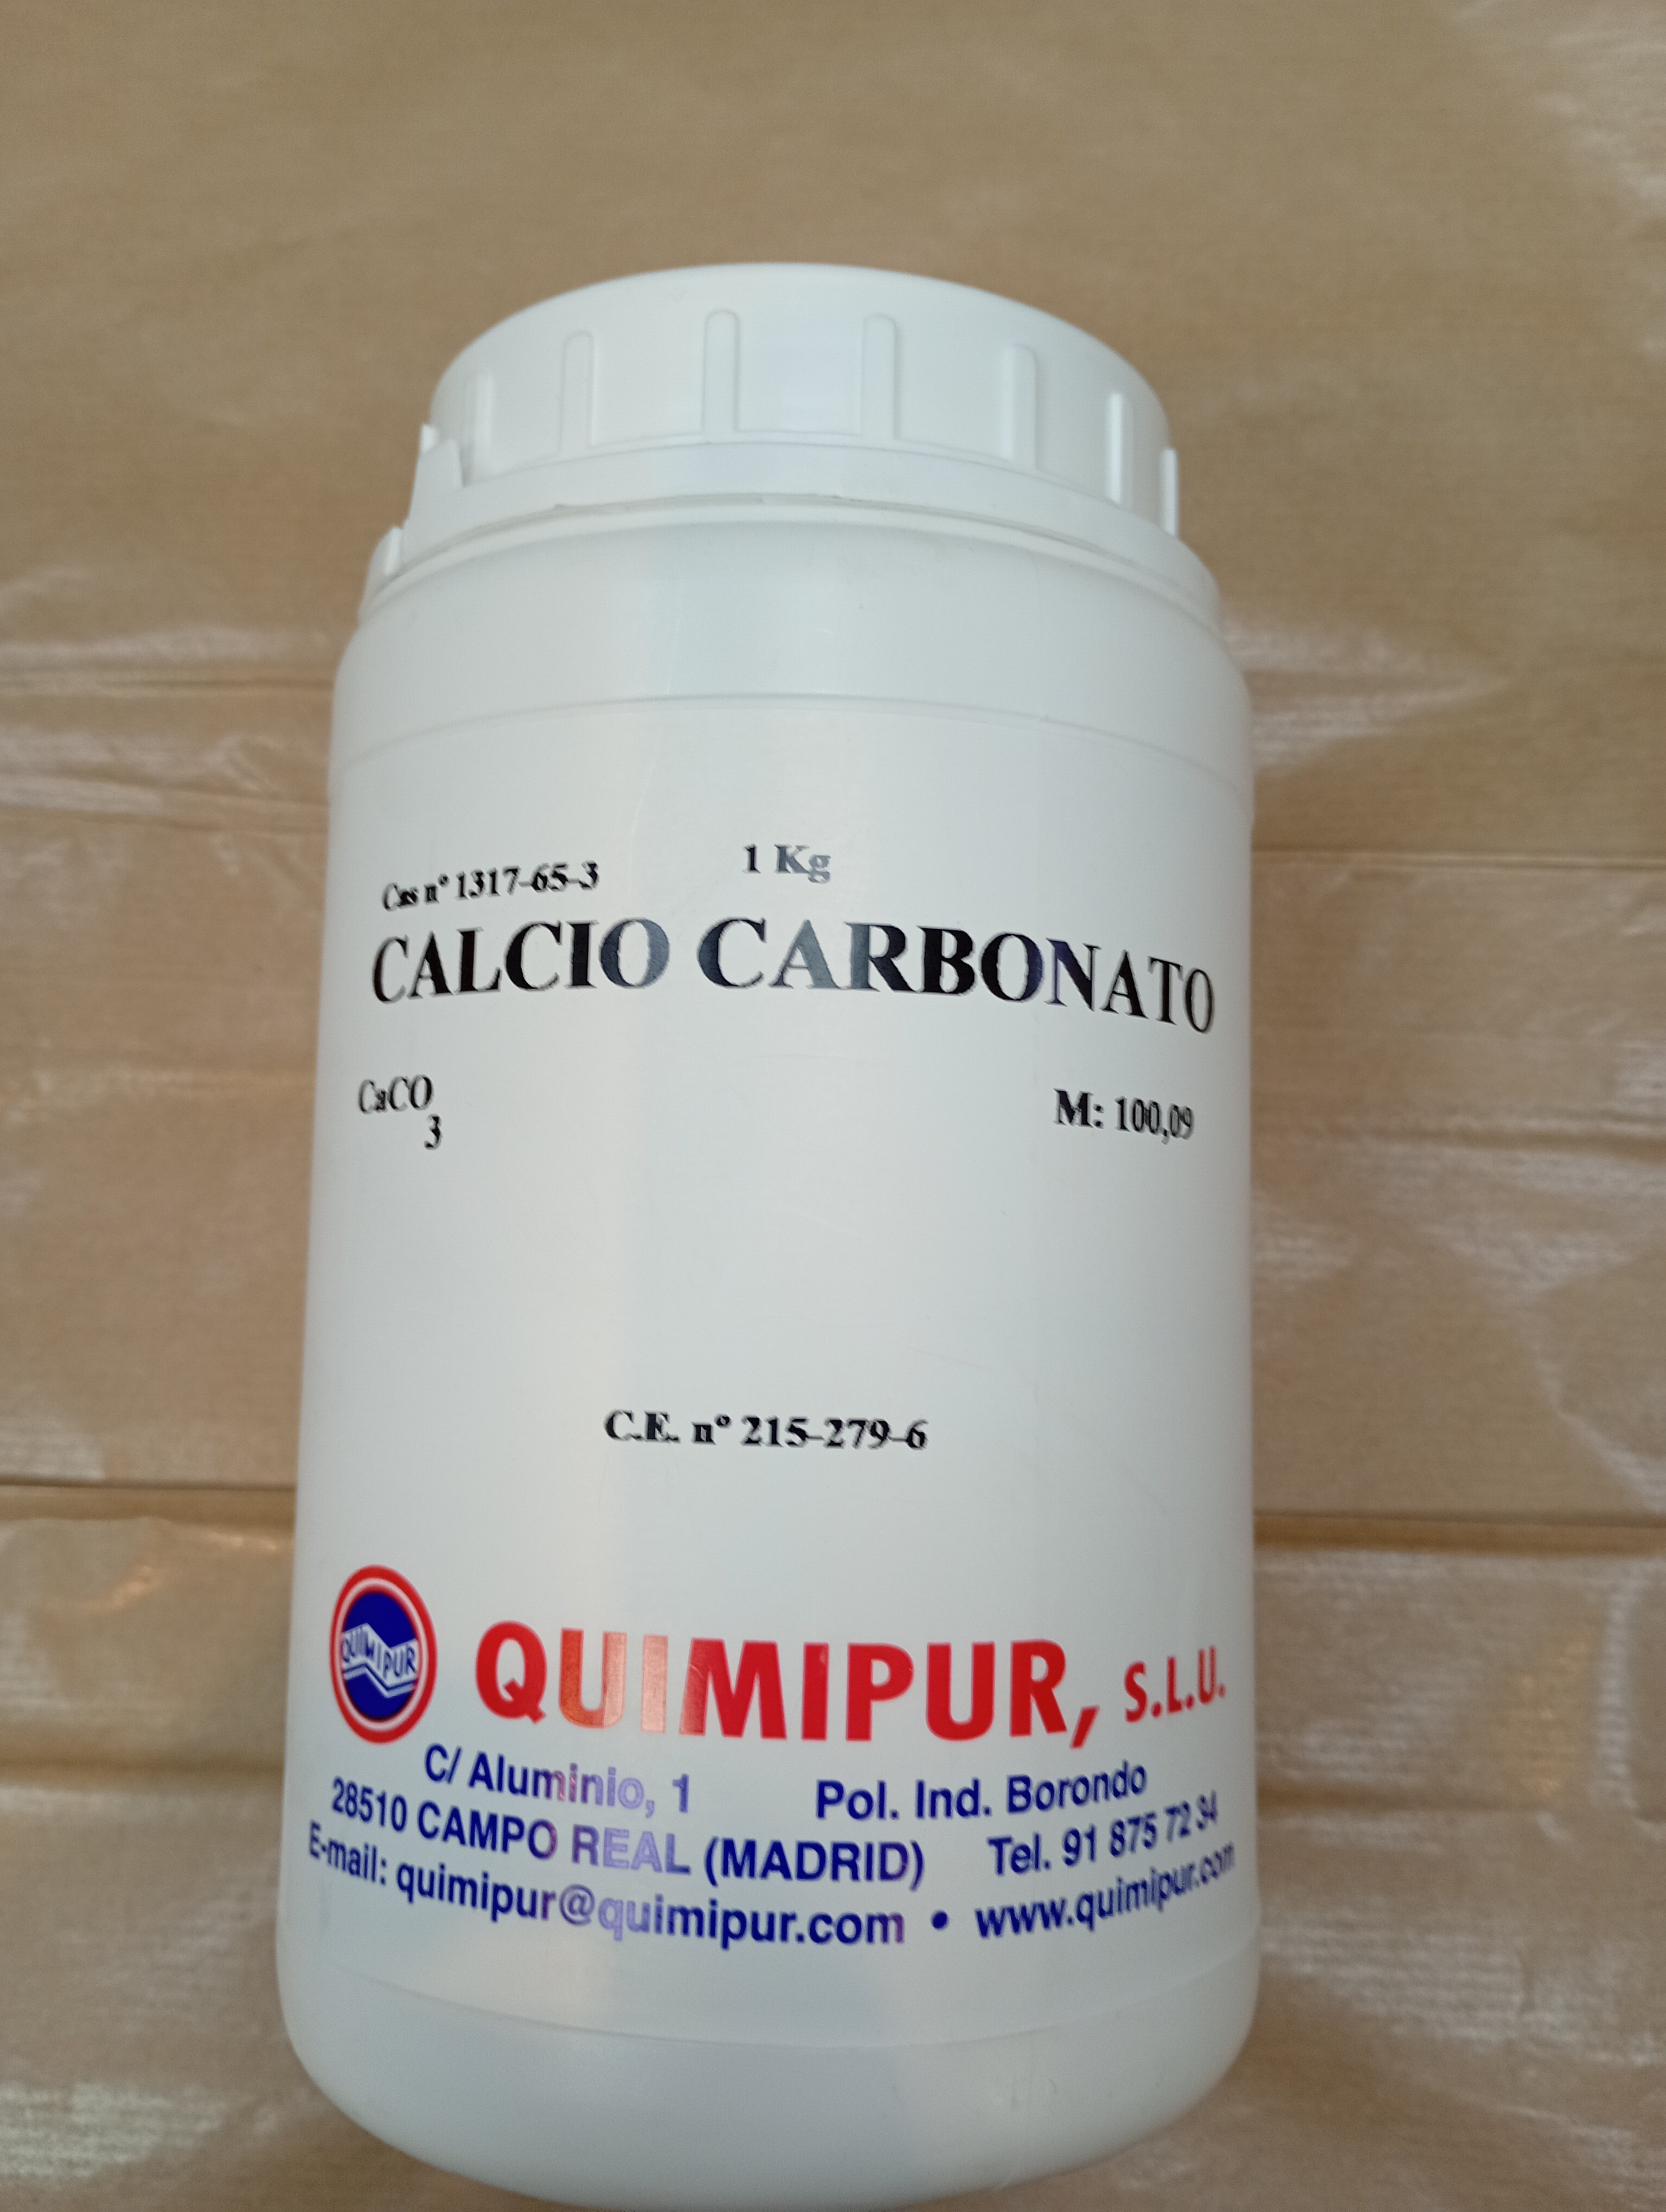 Cas nº 1317-65-3 1 Kg
CALCIO CARBONATO
CaCO3 M: 100,09
C.E. nº 215-279-6
QUIMIPUR
QUIMIPUR, S.L.U.
C/ Aluminio, 1 Pol. Ind. Borondo
28510 CAMPO REAL (MADRID) Tel. 91 875 72 34
E-mail: quimipur@quimipur.com • www.quimipur.com